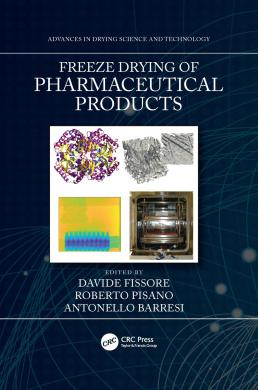 ADVANCES IN DRYING SCIENCE AND TECHNOLOGY
FREEZE DRYING OF
PHARMACEUTICAL
PRODUCTS
EDITED BY
DAVIDE FISSORE
ROBERTO PISANO
ANTONELLO BARRESI
CRC CRC Press
Taylor & Francis Group